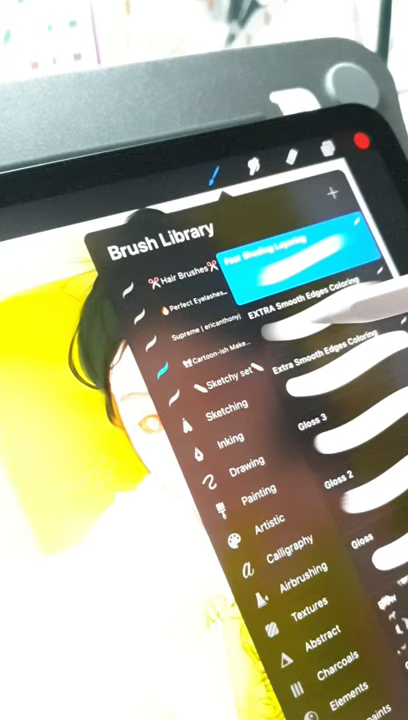 Brush Library
✂Hair Brushes✂
Perfect Eyelashes...
Supreme | ericanthonyj
Cartoon-ish Make...
Sketchy set
Sketching
Inking
Drawing
Painting
Artistic
Calligraphy
Airbrushing
Textures
Abstract
Charcoals
Elements
Fast Shading Layering
EXTRA Smooth Edges Coloring
Extra Smooth Edges Coloring
Gloss 3
Gloss 2
Gloss